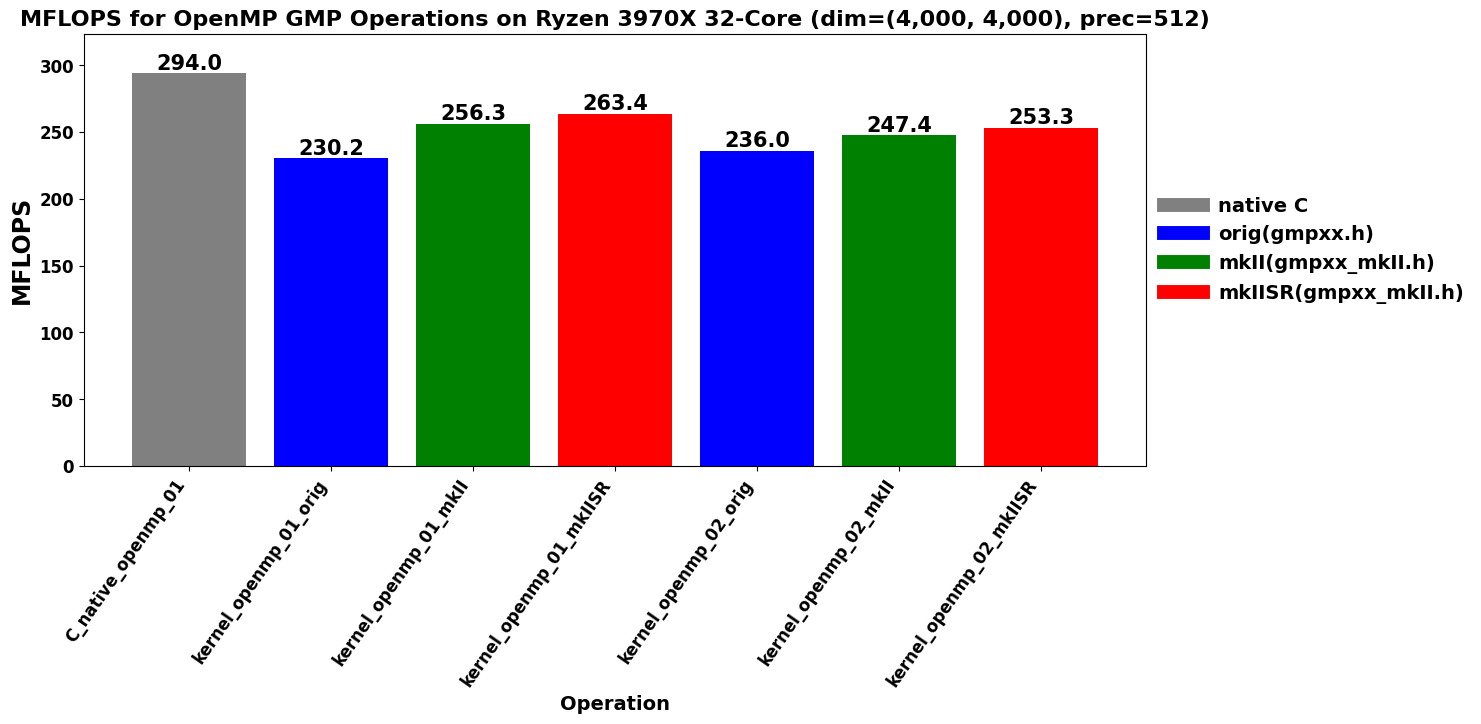 MFLOPS for OpenMP GMP Operations on Ryzen 3970X 32-Core (dim=(4,000, 4,000), prec=512)
MFLOPS
300
250
200
150
100
50
0
294.0
230.2
256.3
263.4
236.0
247.4
253.3
C_native_openmp_01
kernel_openmp_01_orig
kernel_openmp_01_mkII
kernel_openmp_01_mkIISR
kernel_openmp_02_orig
kernel_openmp_02_mkII
kernel_openmp_02_mkIISR
Operation
native C
orig(gmpxx.h)
mkII(gmpxx_mkII.h)
mkIISR(gmpxx_mkII.h)